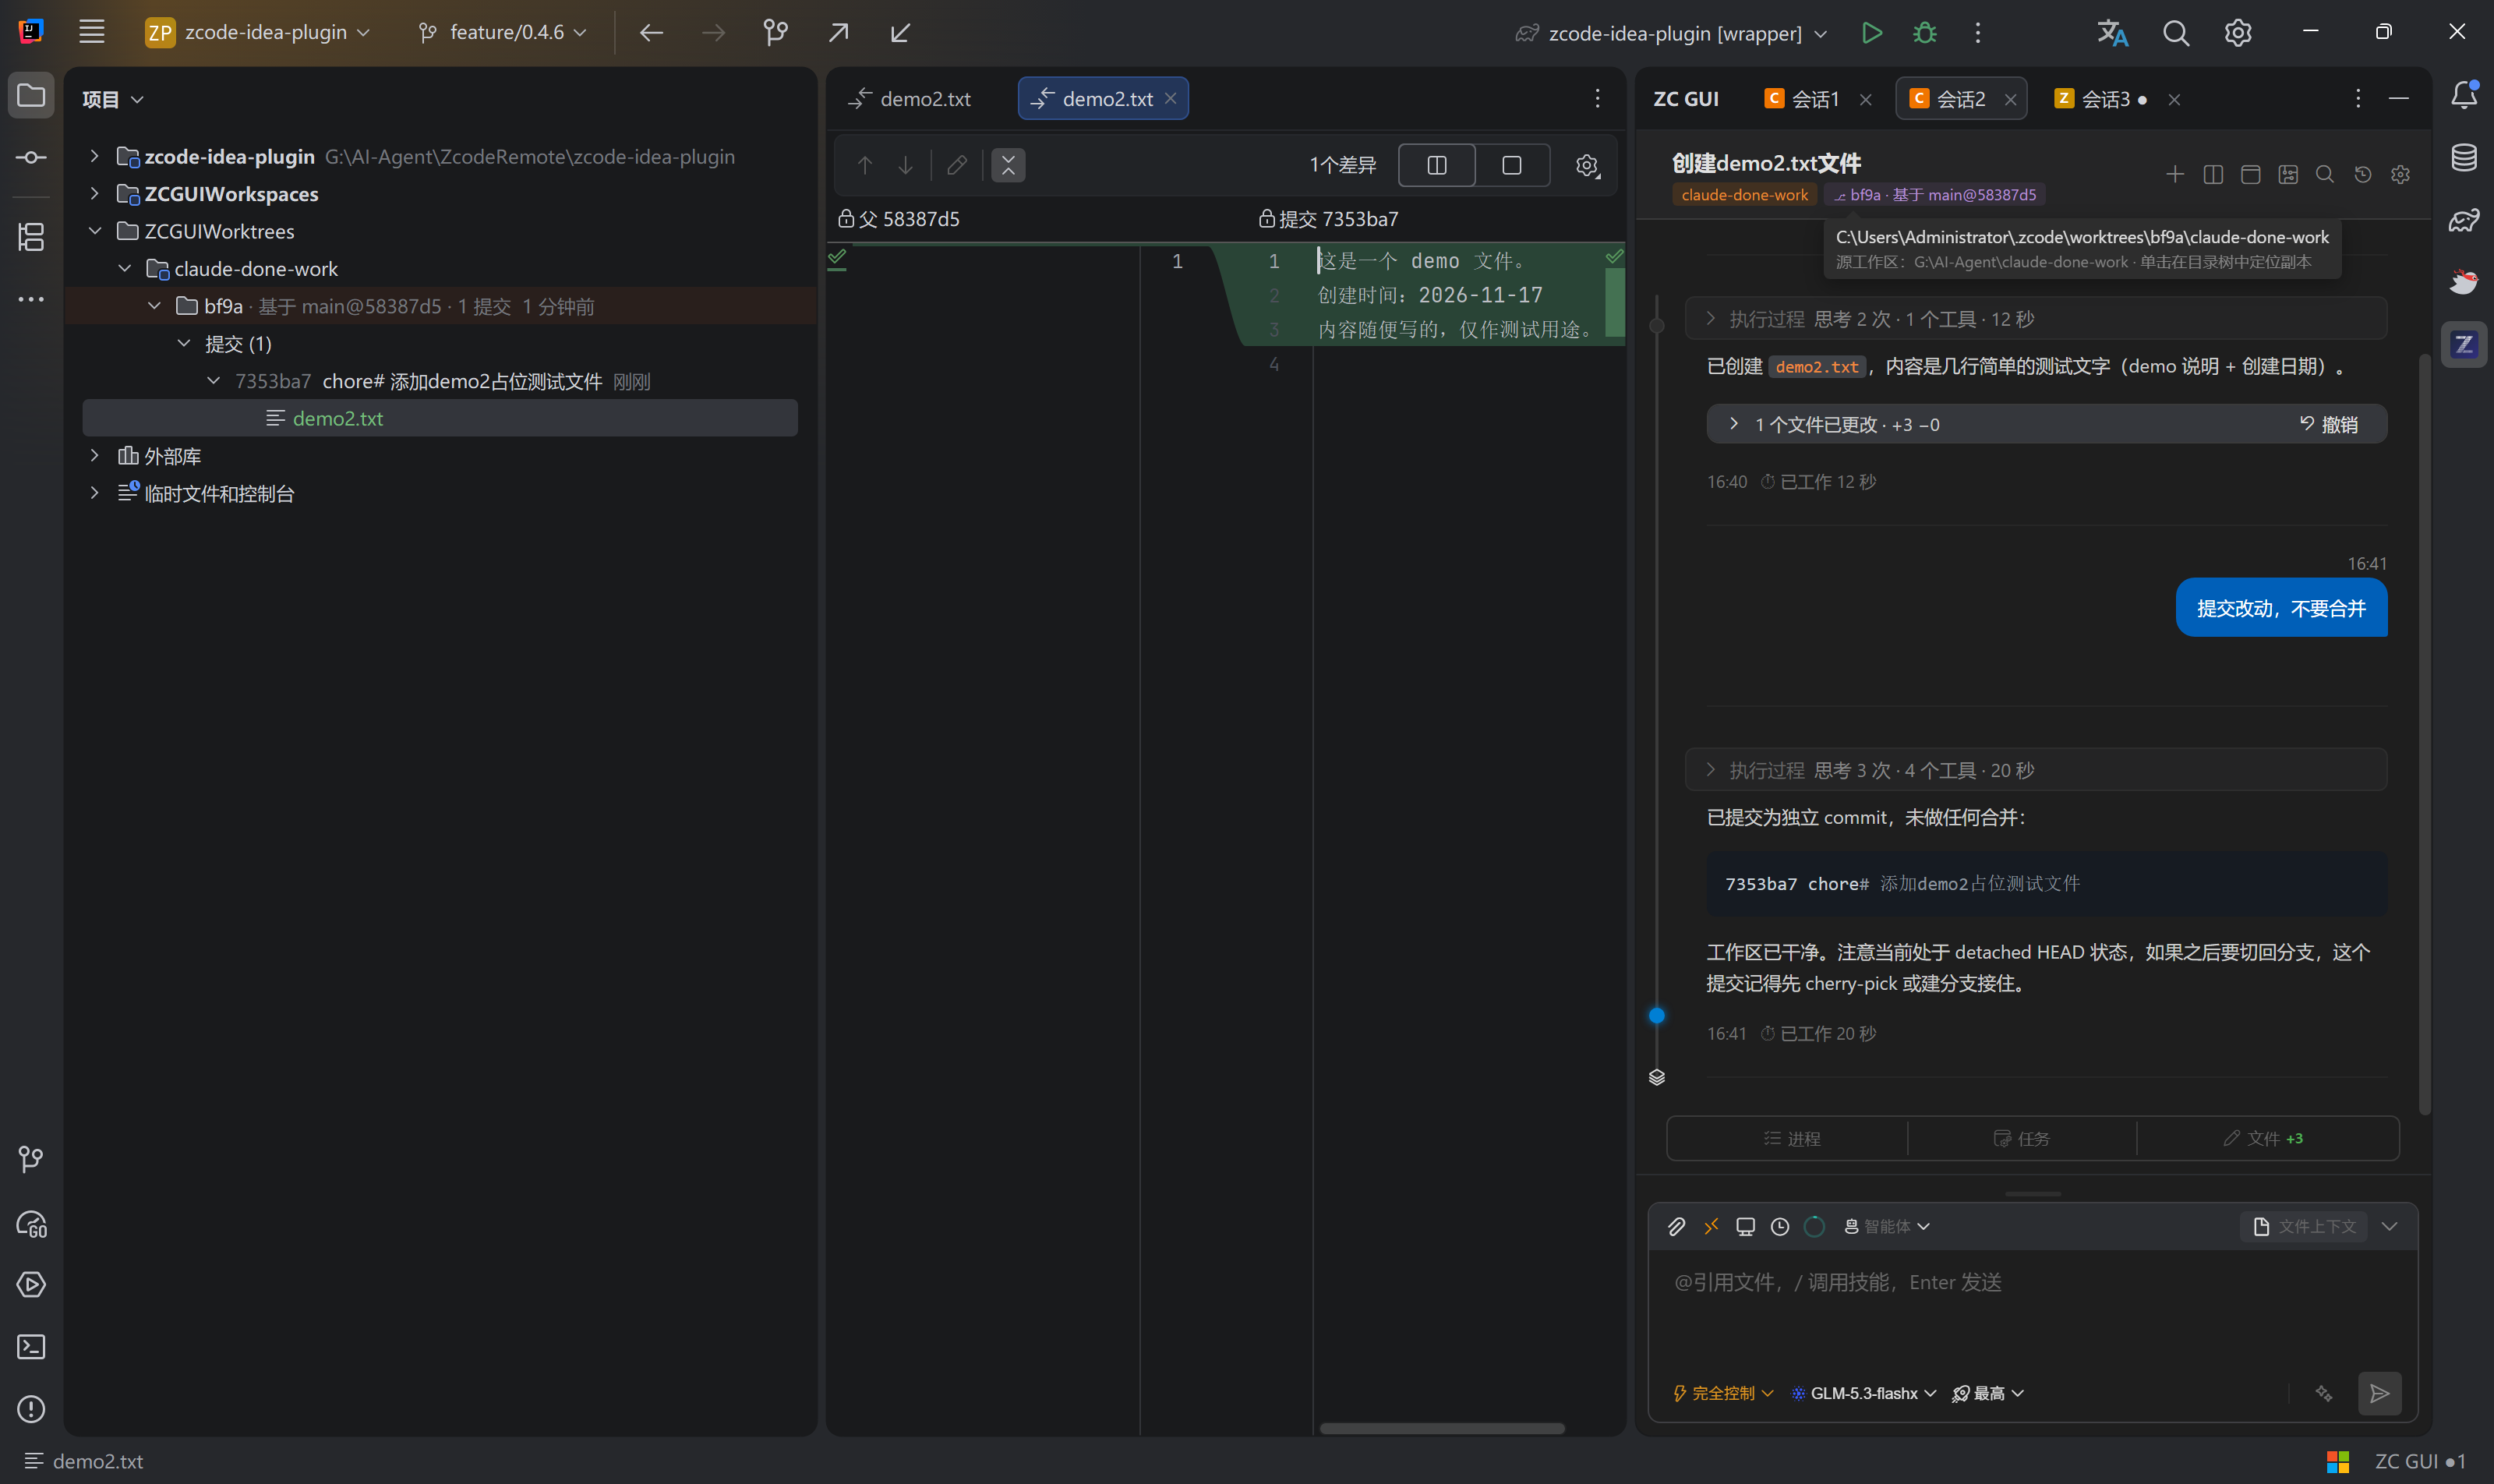 ZP zcode-idea-plugin feature/0.4.6 zcode-idea-plugin [wrapper]
项目
zcode-idea-plugin G:\AI-Agent\ZcodeRemote\zcode-idea-plugin
ZCGUIWorkspaces
ZCGUIWorktrees
claude-done-work
bf9a · 基于 main@58387d5 · 1 提交 1 分钟前
提交 (1)
7353ba7 chore# 添加demo2占位测试文件 刚刚
demo2.txt
外部库
临时文件和控制台
demo2.txt demo2.txt
1个差异
父 58387d5 提交 7353ba7
1 1 这是一个 demo 文件。
2 创建时间: 2026-11-17
3 内容随便写的, 仅作测试用途。
4
ZC GUI C 会话1 C 会话2 Z 会话3
创建demo2.txt文件
claude-done-work bf9a · 基于 main@58387d5
C:\Users\Administrator\.zcode\worktrees\bf9a\claude-done-work
源工作区: G:\AI-Agent\claude-done-work · 单击在目录树中定位副本
执行过程 思考 2 次 · 1 个工具 · 12 秒
已创建 demo2.txt, 内容是几行简单的测试文字（demo 说明 + 创建日期）。
1 个文件已更改 · +3 −0 撤销
16:40 已工作 12 秒
16:41
提交改动, 不要合并
执行过程 思考 3 次 · 4 个工具 · 20 秒
已提交为独立 commit, 未做任何合并:
7353ba7 chore# 添加demo2占位测试文件
工作区已干净。注意当前处于 detached HEAD 状态, 如果之后要切回分支, 这个
提交记得先 cherry-pick 或建分支接住。
16:41 已工作 20 秒
进程 任务 文件 +3
智能体 文件上下文
@引用文件, / 调用技能, Enter 发送
完全控制 GLM-5.3-flashx 最高
GO
Z
demo2.txt ZC GUI ●1